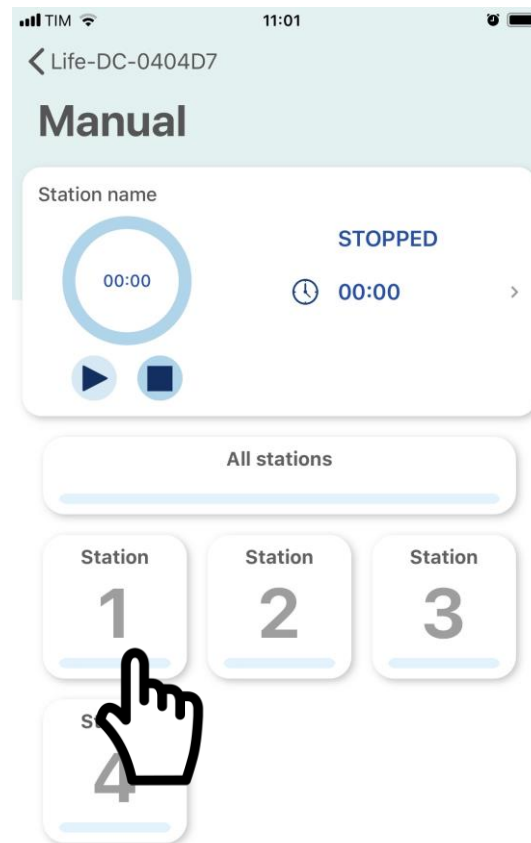 TIM 11:01
Life-DC-0404D7
Manual
Station name
STOPPED
00:00 00:00
All stations
Station Station Station
1 2 3
4